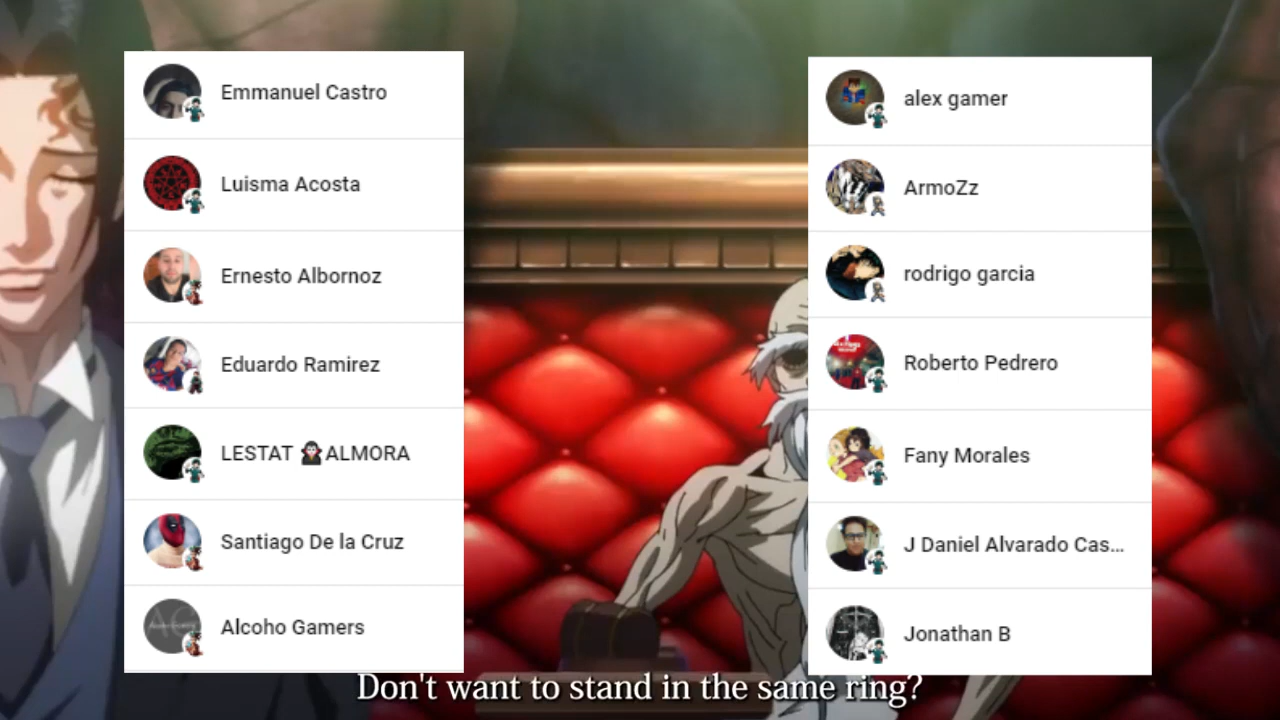 Emmanuel Castro
Luisma Acosta
Ernesto Albornoz
Eduardo Ramirez
LESTAT 🧛🏻‍♂️ALMORA
Santiago De la Cruz
Alcoho Gamers
alex gamer
ArmoZz
rodrigo garcia
Roberto Pedrero
Fany Morales
J Daniel Alvarado Cas...
Jonathan B
Don't want to stand in the same ring?